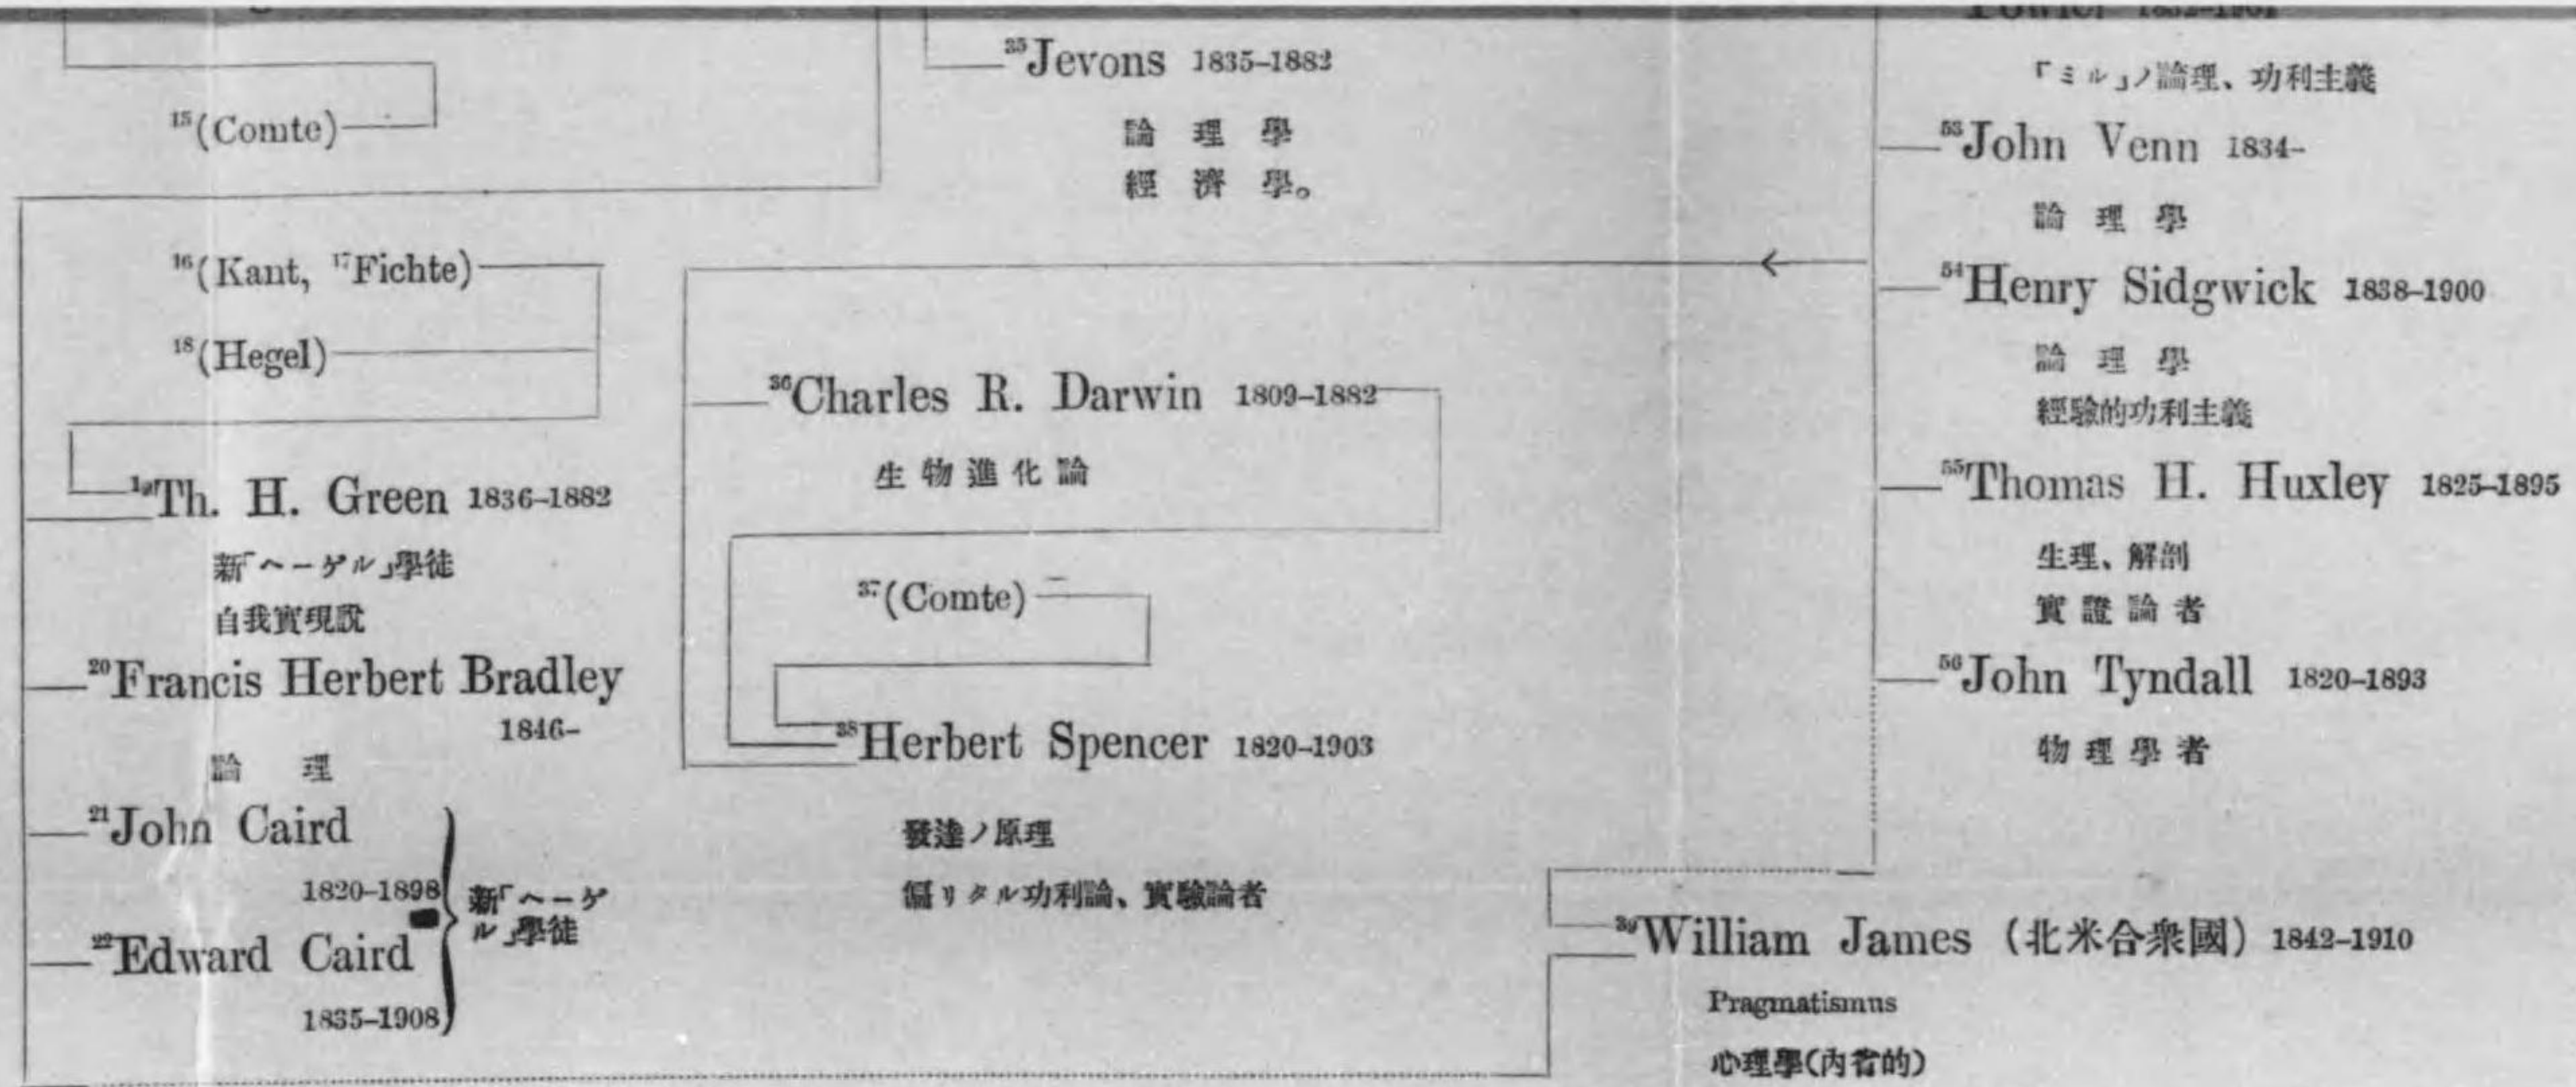 15(Comte)
16(Kant, 17Fichte)
18(Hegel)
19Th. H. Green 1836–1882
新「ヘーゲル」學徒
自我實現說
20Francis Herbert Bradley
1846–
論理
21John Caird
1820–1898
22Edward Caird
1835–1908
新「ヘーゲ
ル」學徒
35Jevons 1835–1882
論理學
經濟學。
36Charles R. Darwin 1809–1882
生物進化論
37(Comte)
38Herbert Spencer 1820–1903
發達ノ原理
偏リタル功利論、實驗論者
「ミル」ノ論理、功利主義
53John Venn 1834–
論理學
54Henry Sidgwick 1838–1900
論理學
經驗的功利主義
55Thomas H. Huxley 1825–1895
生理、解剖
實證論者
56John Tyndall 1820–1893
物理學者
39William James (北米合衆國) 1842–1910
Pragmatismus
心理學(內省的)